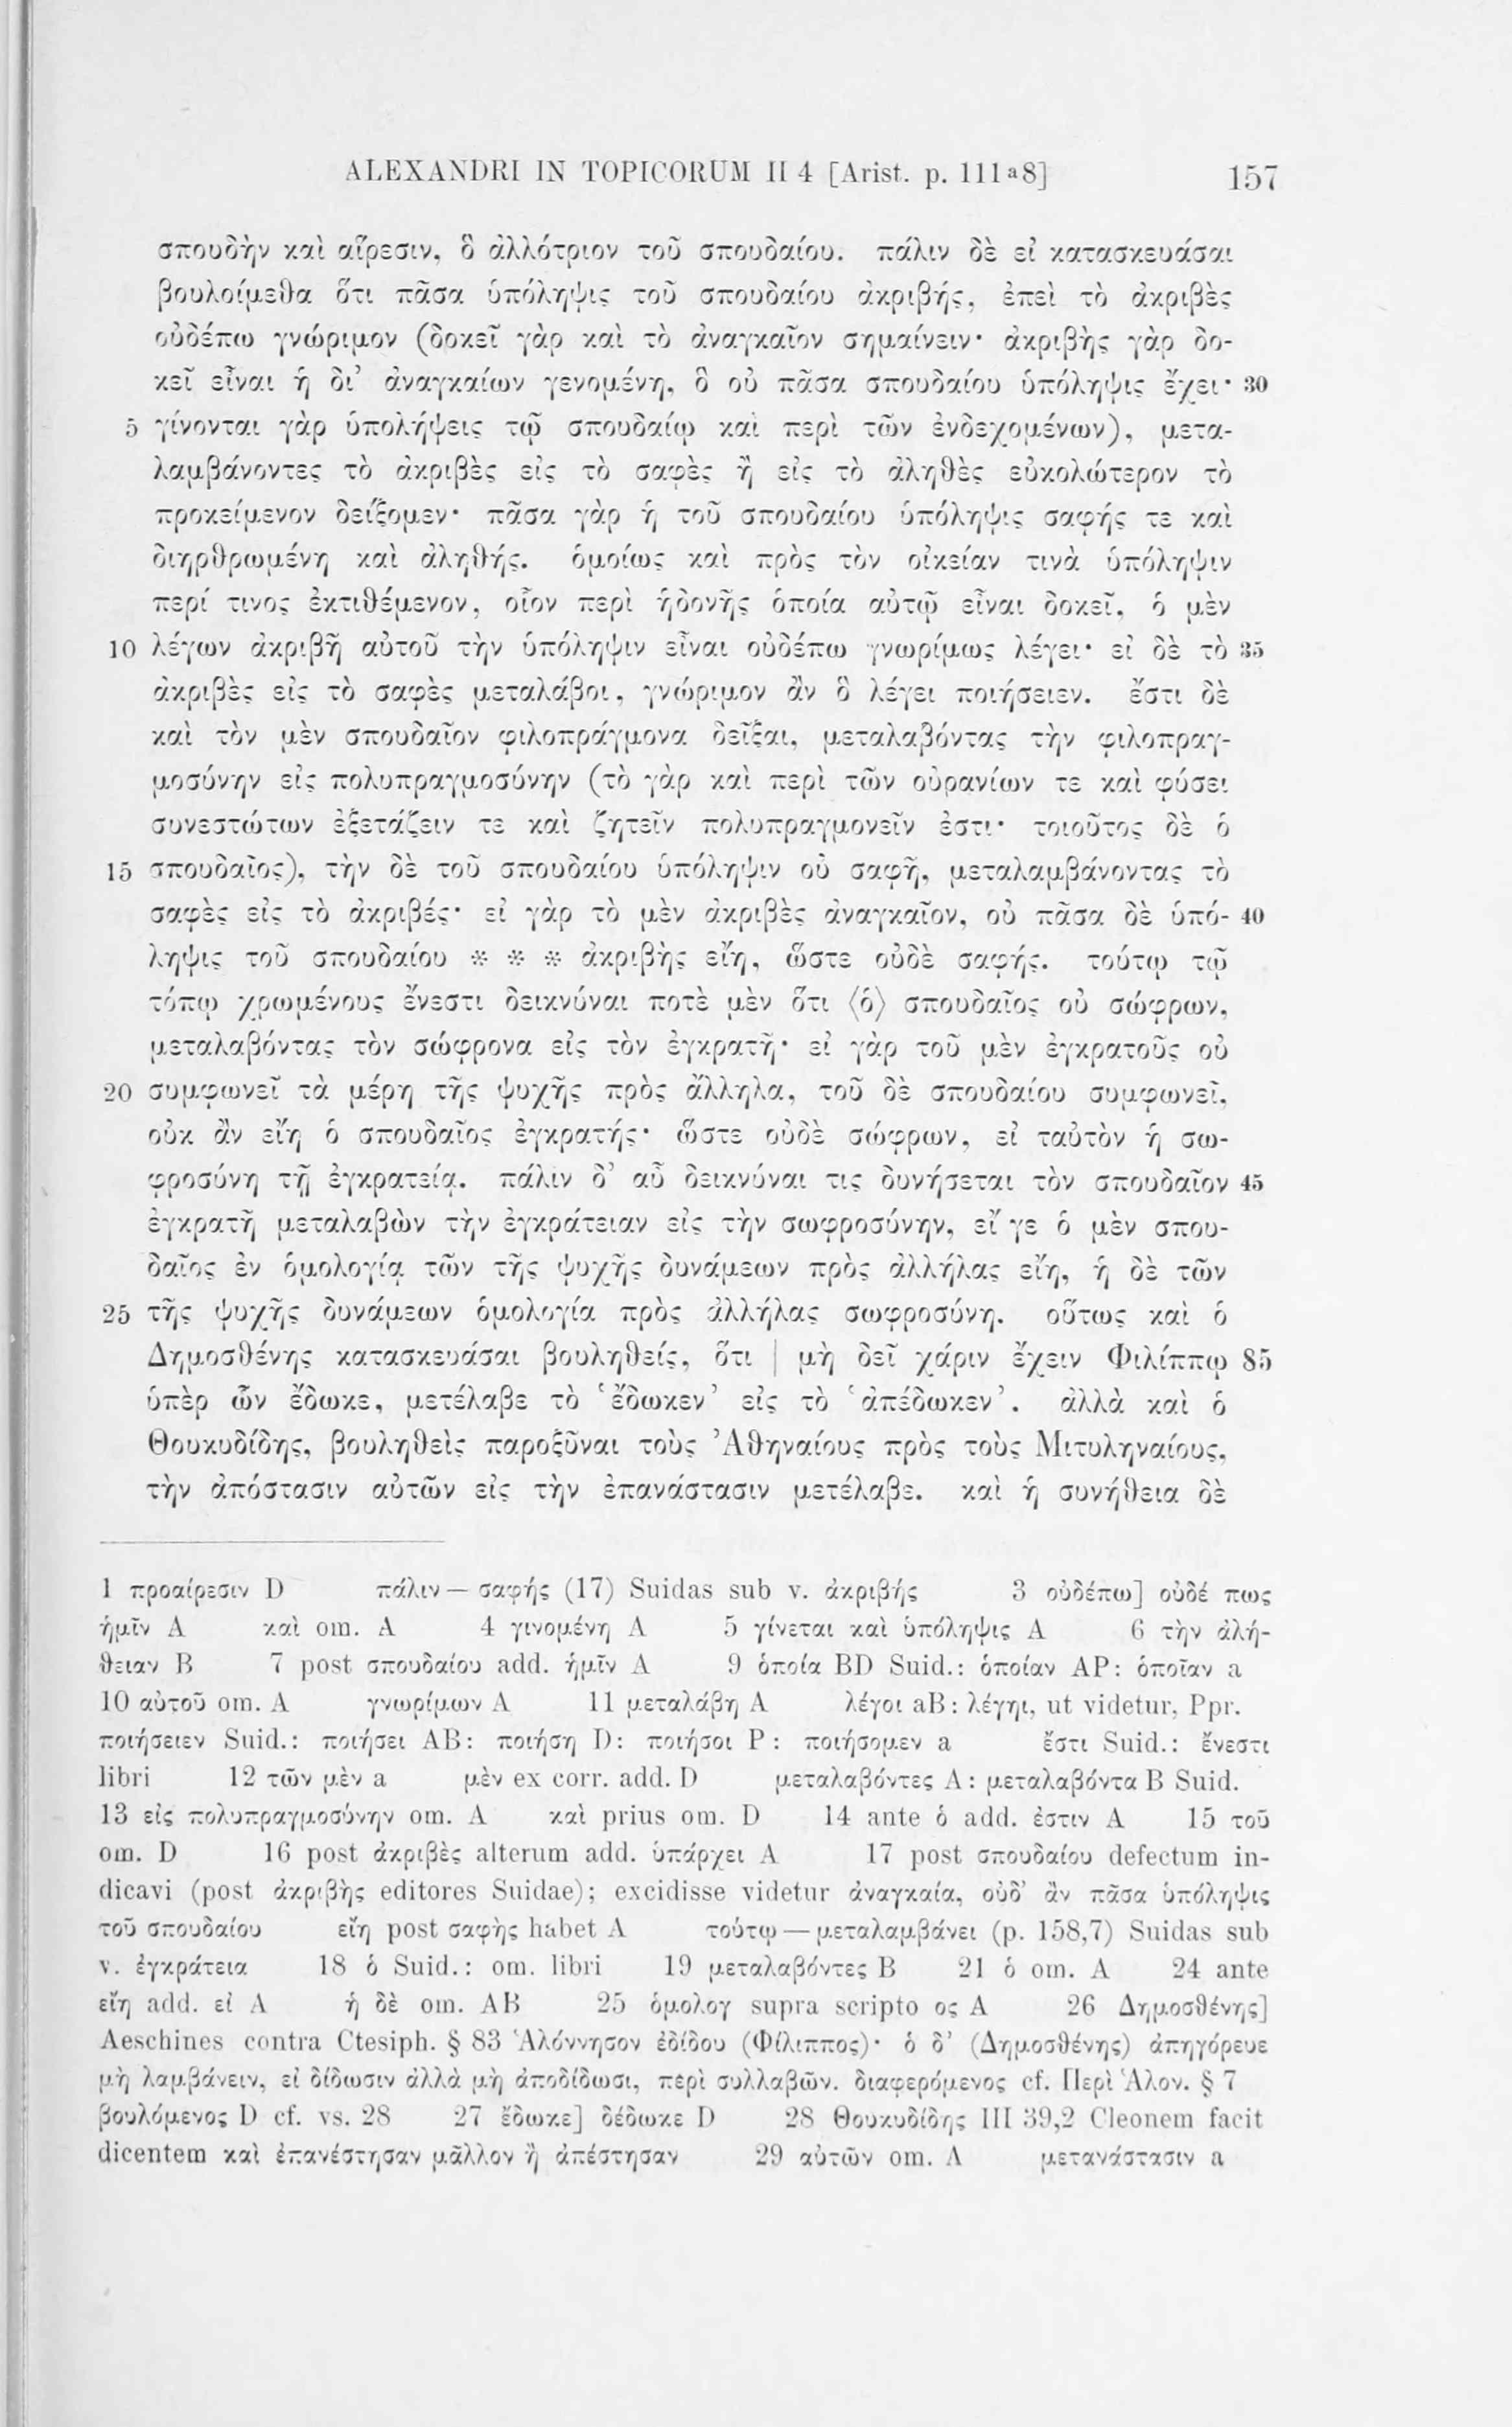 ALEXANDRI IN TOPICORUM II 4 [Arist. p. 111a8] 157
σπουδὴν καὶ αἵρεσιν, ὃ ἀλλότριον τοῦ σπουδαίου. πάλιν δὲ εἰ κατασκευάσαι
βουλοίμεθα ὅτι πᾶσα ὑπόληψις τοῦ σπουδαίου ἀκριβής, ἐπεὶ τὸ ἀκριβὲς
οὐδέπω γνώριμον (δοκεῖ γὰρ καὶ τὸ ἀναγκαῖον σημαίνειν· ἀκριβὴς γὰρ δο-
κεῖ εἶναι ἡ δι’ ἀναγκαίων γενομένη, ὃ οὐ πᾶσα σπουδαίου ὑπόληψις ἔχει· 30
5 γίνονται γὰρ ὑπολήψεις τῷ σπουδαίῳ καὶ περὶ τῶν ἐνδεχομένων), μετα-
λαμβάνοντες τὸ ἀκριβὲς εἰς τὸ σαφὲς ἢ εἰς τὸ ἀληθὲς εὐκολώτερον τὸ
προκείμενον δείξομεν· πᾶσα γὰρ ἡ τοῦ σπουδαίου ὑπόληψις σαφής τε καὶ
διηρθρωμένη καὶ ἀληθής. ὁμοίως καὶ πρὸς τὸν οἰκείαν τινὰ ὑπόληψιν
περί τινος ἐκτιθέμενον, οἷον περὶ ἡδονῆς ὁποία αὐτῷ εἶναι δοκεῖ, ὁ μὲν
10 λέγων ἀκριβῆ αὐτοῦ τὴν ὑπόληψιν εἶναι οὐδέπω γνωρίμως λέγει· εἰ δὲ τὸ 35
ἀκριβὲς εἰς τὸ σαφὲς μεταλάβοι, γνώριμον ἂν ὃ λέγει ποιήσειεν. ἔστι δὲ
καὶ τὸν μὲν σπουδαῖον φιλοπράγμονα δεῖξαι, μεταλαβόντας τὴν φιλοπραγ-
μοσύνην εἰς πολυπραγμοσύνην (τὸ γὰρ καὶ περὶ τῶν οὐρανίων τε καὶ φύσει
συνεστώτων ἐξετάζειν τε καὶ ζητεῖν πολυπραγμονεῖν ἐστι· τοιοῦτος δὲ ὁ
15 σπουδαῖος), τὴν δὲ τοῦ σπουδαίου ὑπόληψιν οὐ σαφῆ, μεταλαμβάνοντας τὸ
σαφὲς εἰς τὸ ἀκριβές· εἰ γὰρ τὸ μὲν ἀκριβὲς ἀναγκαῖον, οὐ πᾶσα δὲ ὑπό- 40
ληψις τοῦ σπουδαίου * * * ἀκριβὴς εἴη, ὥστε οὐδὲ σαφής. τούτῳ τῷ
τόπῳ χρωμένους ἔνεστι δεικνύναι ποτὲ μὲν ὅτι ⟨ὁ⟩ σπουδαῖος οὐ σώφρων,
μεταλαβόντας τὸν σώφρονα εἰς τὸν ἐγκρατῆ· εἰ γὰρ τοῦ μὲν ἐγκρατοῦς οὐ
20 συμφωνεῖ τὰ μέρη τῆς ψυχῆς πρὸς ἄλληλα, τοῦ δὲ σπουδαίου συμφωνεῖ,
οὐκ ἂν εἴη ὁ σπουδαῖος ἐγκρατής· ὥστε οὐδὲ σώφρων, εἰ ταὐτὸν ἡ σω-
φροσύνη τῇ ἐγκρατείᾳ. πάλιν δ’ αὖ δεικνύναι τις δυνήσεται τὸν σπουδαῖον 45
ἐγκρατῆ μεταλαβὼν τὴν ἐγκράτειαν εἰς τὴν σωφροσύνην, εἴ γε ὁ μὲν σπου-
δαῖος ἐν ὁμολογίᾳ τῶν τῆς ψυχῆς δυνάμεων πρὸς ἀλλήλας εἴη, ἡ δὲ τῶν
25 τῆς ψυχῆς δυνάμεων ὁμολογία πρὸς ἀλλήλας σωφροσύνη. οὕτως καὶ ὁ
Δημοσθένης κατασκευάσαι βουληθείς, ὅτι | μὴ δεῖ χάριν ἔχειν Φιλίππῳ 85
ὑπὲρ ὧν ἔδωκε, μετέλαβε τὸ ‘ἔδωκεν’ εἰς τὸ ‘ἀπέδωκεν’. ἀλλὰ καὶ ὁ
Θουκυδίδης, βουληθεὶς παροξῦναι τοὺς Ἀθηναίους πρὸς τοὺς Μιτυληναίους,
τὴν ἀπόστασιν αὐτῶν εἰς τὴν ἐπανάστασιν μετέλαβε. καὶ ἡ συνήθεια δὲ
1 προαίρεσιν D πάλιν — σαφής (17) Suidas sub v. ἀκριβής 3 οὐδέπω] οὐδέ πως
ἡμῖν A καὶ om. A 4 γινομένη A 5 γίνεται καὶ ὑπόληψις A 6 τὴν ἀλή-
θειαν B 7 post σπουδαίου add. ἡμῖν A 9 ὁποία BD Suid.: ὁποίαν AP: ὁποῖαν a
10 αὐτοῦ om. A γνωρίμων A 11 μεταλάβη A λέγοι aB: λέγηι, ut videtur, Ppr.
ποιήσειεν Suid.: ποιήσει AB: ποιήση D: ποιήσοι P: ποιήσομεν a ἔστι Suid.: ἔνεστι
libri 12 τῶν μὲν a μὲν ex corr. add. D μεταλαβόντες A: μεταλαβόντα B Suid.
13 εἰς πολυπραγμοσύνην om. A καὶ prius om. D 14 ante ὁ add. ἐστιν A 15 τοῦ
om. D 16 post ἀκριβὲς alterum add. ὑπάρχει A 17 post σπουδαίου defectum in-
dicavi (post ἀκριβὴς editores Suidae); excidisse videtur ἀναγκαία, οὐδ’ ἂν πᾶσα ὑπόληψις
τοῦ σπουδαίου εἴη post σαφὴς habet A τούτῳ — μεταλαμβάνει (p. 158,7) Suidas sub
v. ἐγκράτεια 18 ὁ Suid.: om. libri 19 μεταλαβόντες B 21 ὁ om. A 24 ante
εἴη add. εἰ A ἡ δὲ om. AB 25 ὁμολογ supra scripto ος A 26 Δημοσθένης]
Aeschines contra Ctesiph. § 83 Ἁλόννησον ἐδίδου (Φίλιππος)· ὁ δ’ (Δημοσθένης) ἀπηγόρευε
μὴ λαμβάνειν, εἰ δίδωσιν ἀλλὰ μὴ ἀποδίδωσι, περὶ συλλαβῶν. διαφερόμενος cf. Περὶ Ἁλον. § 7
βουλόμενος D cf. vs. 28 27 ἔδωκε] δέδωκε D 28 Θουκυδίδης III 39,2 Cleonem facit
dicentem καὶ ἐπανέστησαν μᾶλλον ἢ ἀπέστησαν 29 αὐτῶν om. A μετανάστασιν a